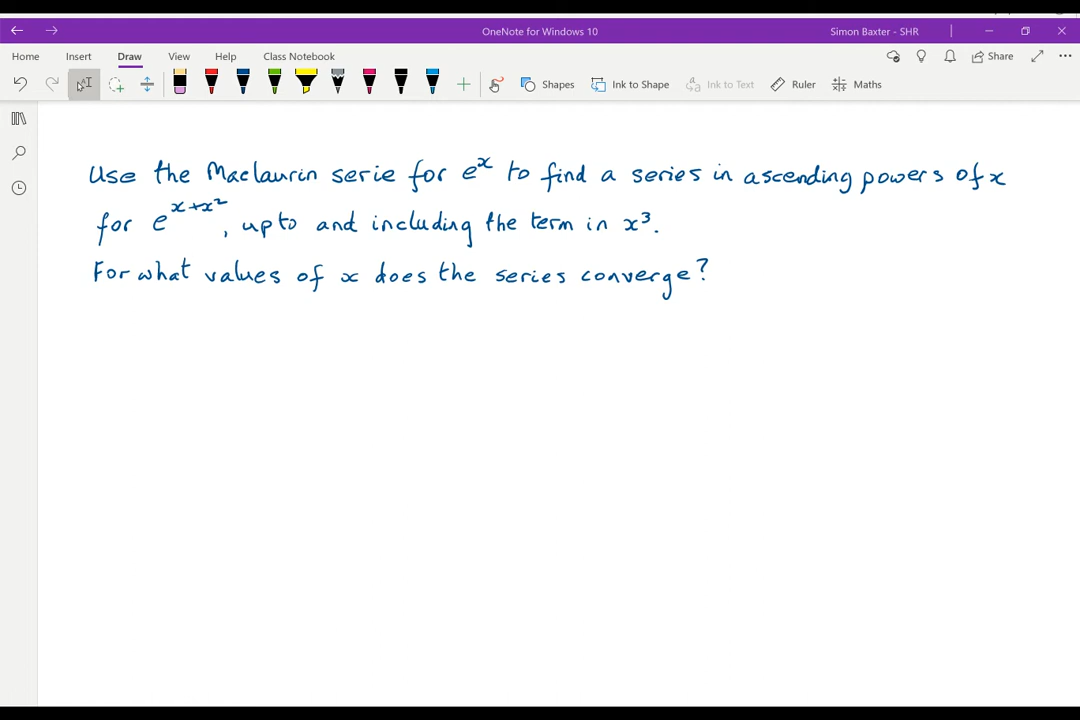 OneNote for Windows 10
Simon Baxter - SHR
Home Insert Draw View Help Class Notebook
Share
Shapes Ink to Shape Ink to Text Ruler Maths
Use the Maclaurin serie for e^x to find a series in ascending powers of x
for e^x+x², up to and including the term in x³.
For what values of x does the series converge?